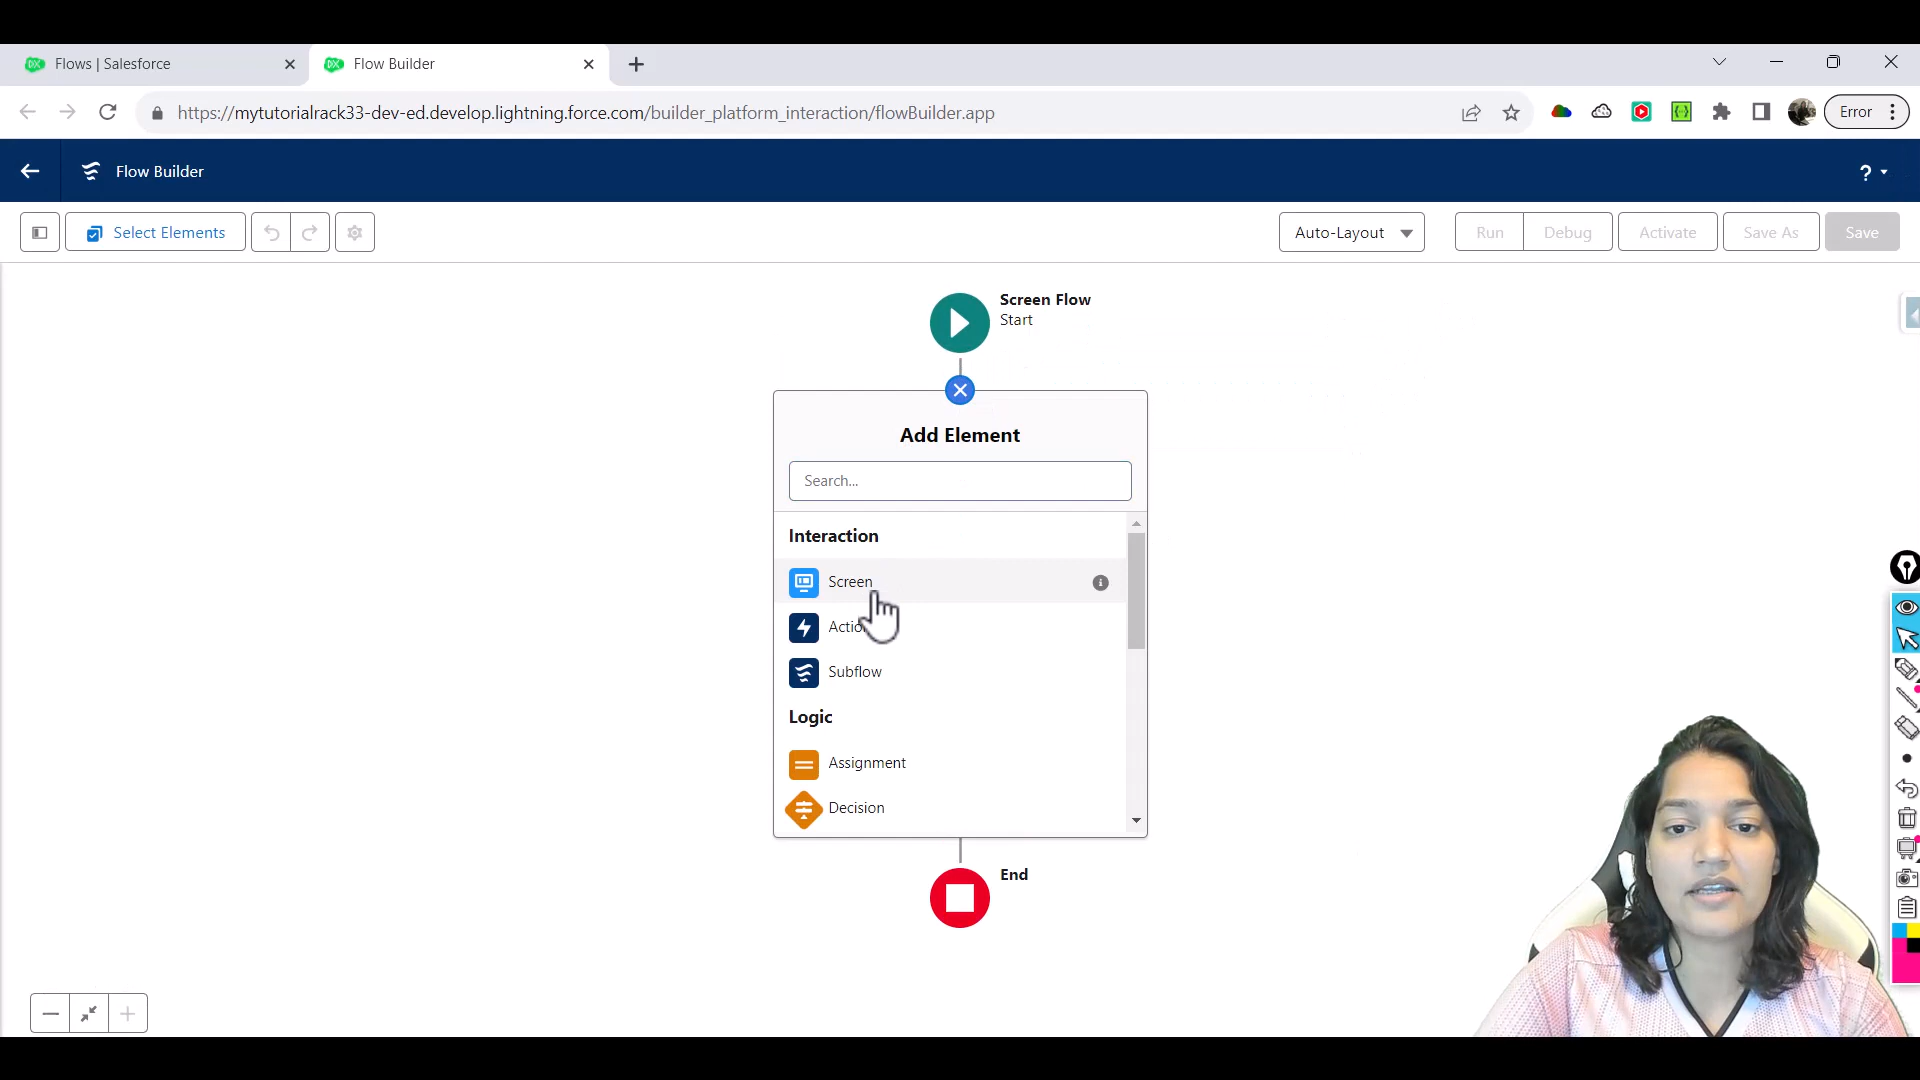 Flows | Salesforce
Flow Builder
https://mytutorialrack33-dev-ed.develop.lightning.force.com/builder_platform_interaction/flowBuilder.app
Error
Flow Builder
?
Select Elements
Auto-Layout
Run
Debug
Activate
Save As
Save
Screen Flow
Start
Add Element
Search...
Interaction
Screen
Action
Subflow
Logic
Assignment
Decision
End